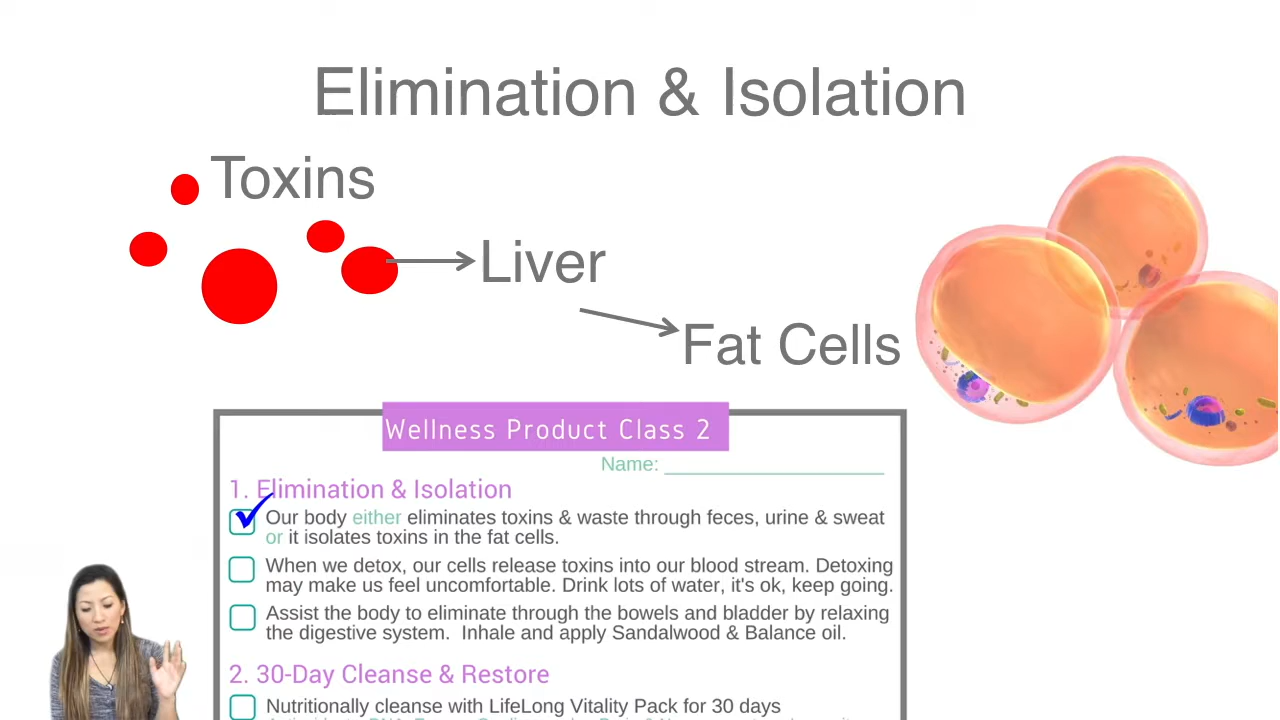 Elimination & Isolation
Toxins
Liver
Fat Cells
Wellness Product Class 2
Name: ____________________
1. Elimination & Isolation
Our body either eliminates toxins & waste through feces, urine & sweat
or it isolates toxins in the fat cells.
When we detox, our cells release toxins into our blood stream. Detoxing
may make us feel uncomfortable. Drink lots of water, it's ok, keep going.
Assist the body to eliminate through the bowels and bladder by relaxing
the digestive system. Inhale and apply Sandalwood & Balance oil.
2. 30-Day Cleanse & Restore
Nutritionally cleanse with LifeLong Vitality Pack for 30 days